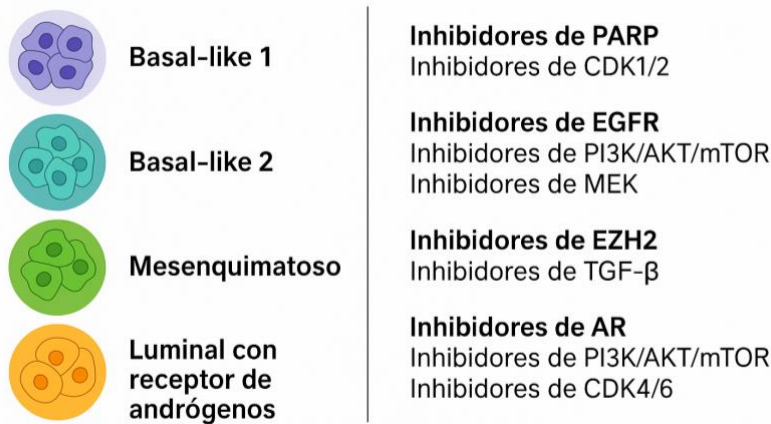 Basal-like 1
Inhibidores de PARP
Inhibidores de CDK1/2
Basal-like 2
Inhibidores de EGFR
Inhibidores de PI3K/AKT/mTOR
Inhibidores de MEK
Mesenquimatoso
Inhibidores de EZH2
Inhibidores de TGF-β
Luminal con
receptor de
andrógenos
Inhibidores de AR
Inhibidores de PI3K/AKT/mTOR
Inhibidores de CDK4/6